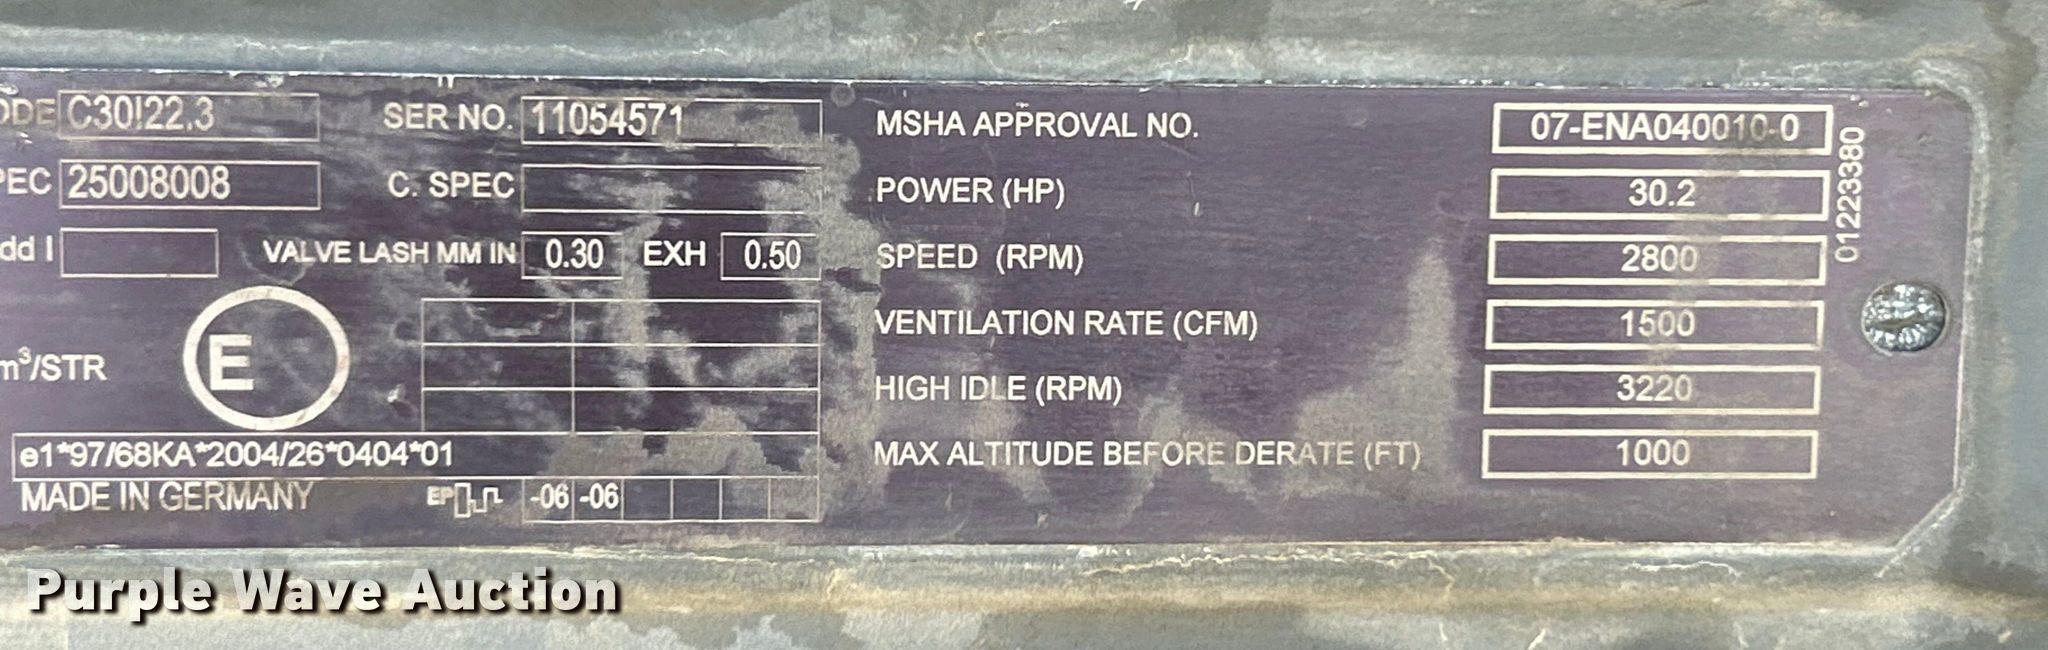 ODE C30I22.3 SER NO. 11054571
PEC 25008008 C. SPEC
dd I VALVE LASH MM IN 0.30 EXH 0.50
E
m³/STR
e1*97/68KA*2004/26*0404*01
MADE IN GERMANY EP -06 -06
MSHA APPROVAL NO. 07-ENA040010-0
POWER (HP) 30.2
SPEED (RPM) 2800
VENTILATION RATE (CFM) 1500
HIGH IDLE (RPM) 3220
MAX ALTITUDE BEFORE DERATE (FT) 1000
01223380
Purple Wave Auction